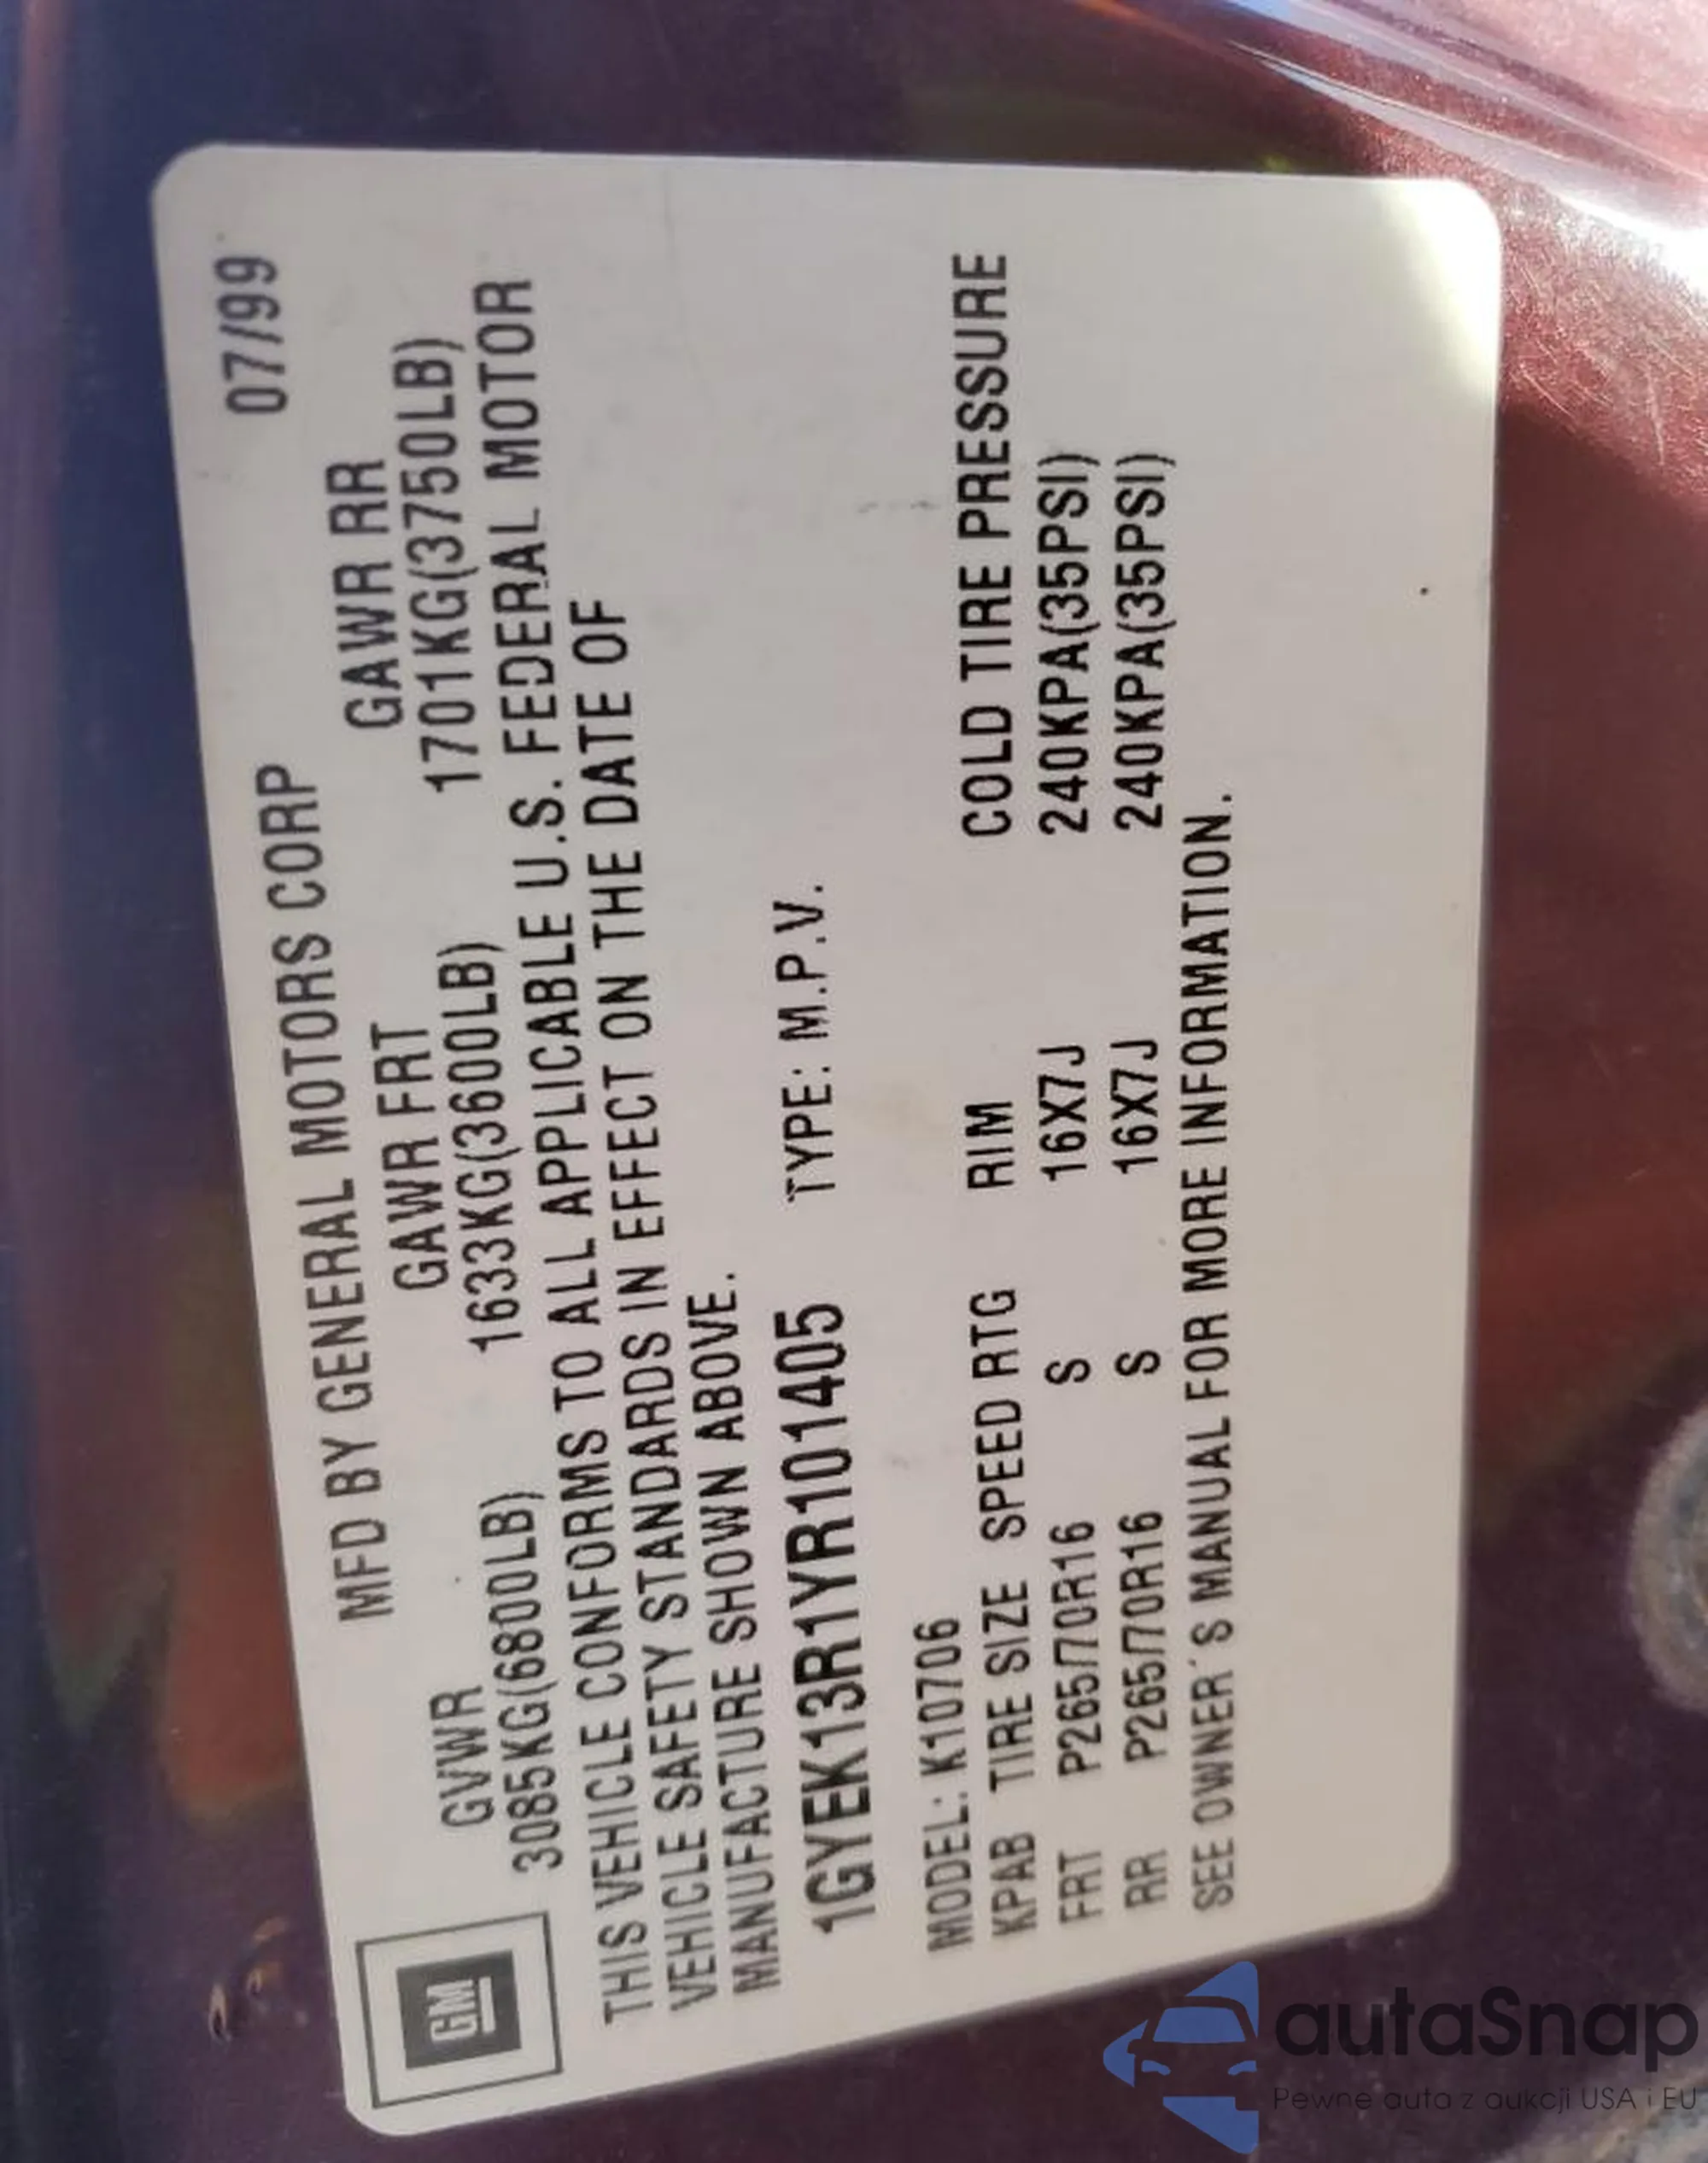 MFD BY GENERAL MOTORS CORP 07/99
GVWR GAWR FRT GAWR RR
3085KG(6800LB) 1633KG(3600LB) 1701KG(3750LB)
THIS VEHICLE CONFORMS TO ALL APPLICABLE U.S. FEDERAL MOTOR
VEHICLE SAFETY STANDARDS IN EFFECT ON THE DATE OF
MANUFACTURE SHOWN ABOVE.
1GYEK13R1YR101405 TYPE: M.P.V.
MODEL: K10706
KPAB TIRE SIZE SPEED RTG RIM COLD TIRE PRESSURE
FRT P265/70R16 S 16X7J 240KPA(35PSI)
RR P265/70R16 S 16X7J 240KPA(35PSI)
SEE OWNER'S MANUAL FOR MORE INFORMATION.
GM
autaSnap
Pewne auta z aukcji USA i EU